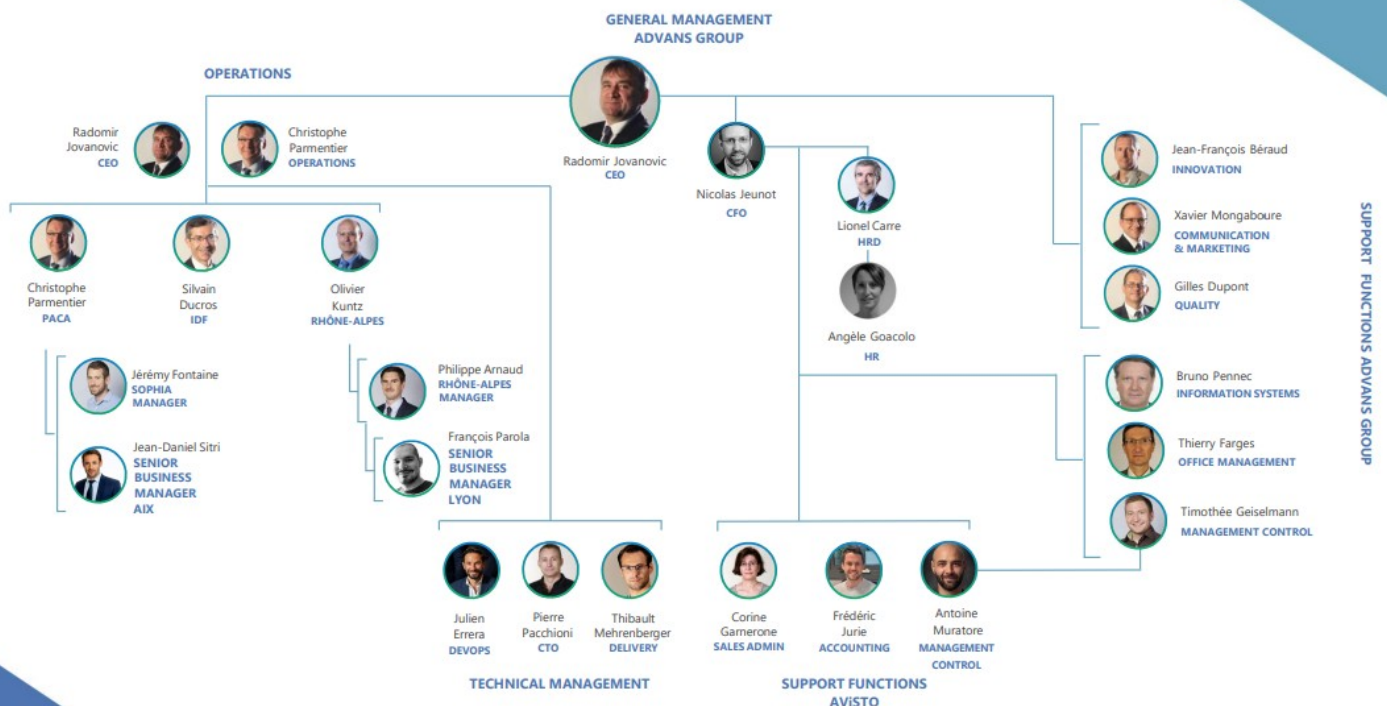 GENERAL MANAGEMENT
ADVANS GROUP
OPERATIONS
Radomir
Jovanovic
CEO
Christophe
Parmentier
OPERATIONS
Radomir Jovanovic
CEO
Nicolas Jeunot
CFO
Lionel Carre
HRD
Angèle Goacolo
HR
Jean-François Béraud
INNOVATION
Xavier Mongaboure
COMMUNICATION
& MARKETING
Gilles Dupont
QUALITY
SUPPORT FUNCTIONS ADVANS GROUP
Christophe
Parmentier
PACA
Silvain
Ducros
IDF
Olivier
Kuntz
RHÔNE-ALPES
Jérémy Fontaine
SOPHIA
MANAGER
Jean-Daniel Sitri
SENIOR
BUSINESS
MANAGER
AIX
Philippe Arnaud
RHÔNE-ALPES
MANAGER
François Parola
SENIOR
BUSINESS
MANAGER
LYON
Bruno Pennec
INFORMATION SYSTEMS
Thierry Farges
OFFICE MANAGEMENT
Timothée Geiselmann
MANAGEMENT CONTROL
Julien
Errera
DEVOPS
Pierre
Pacchioni
CTO
Thibault
Mehrenberger
DELIVERY
TECHNICAL MANAGEMENT
Corine
Garnerone
SALES ADMIN
Frédéric
Jurie
ACCOUNTING
Antoine
Muratore
MANAGEMENT
CONTROL
SUPPORT FUNCTIONS
AViSTO